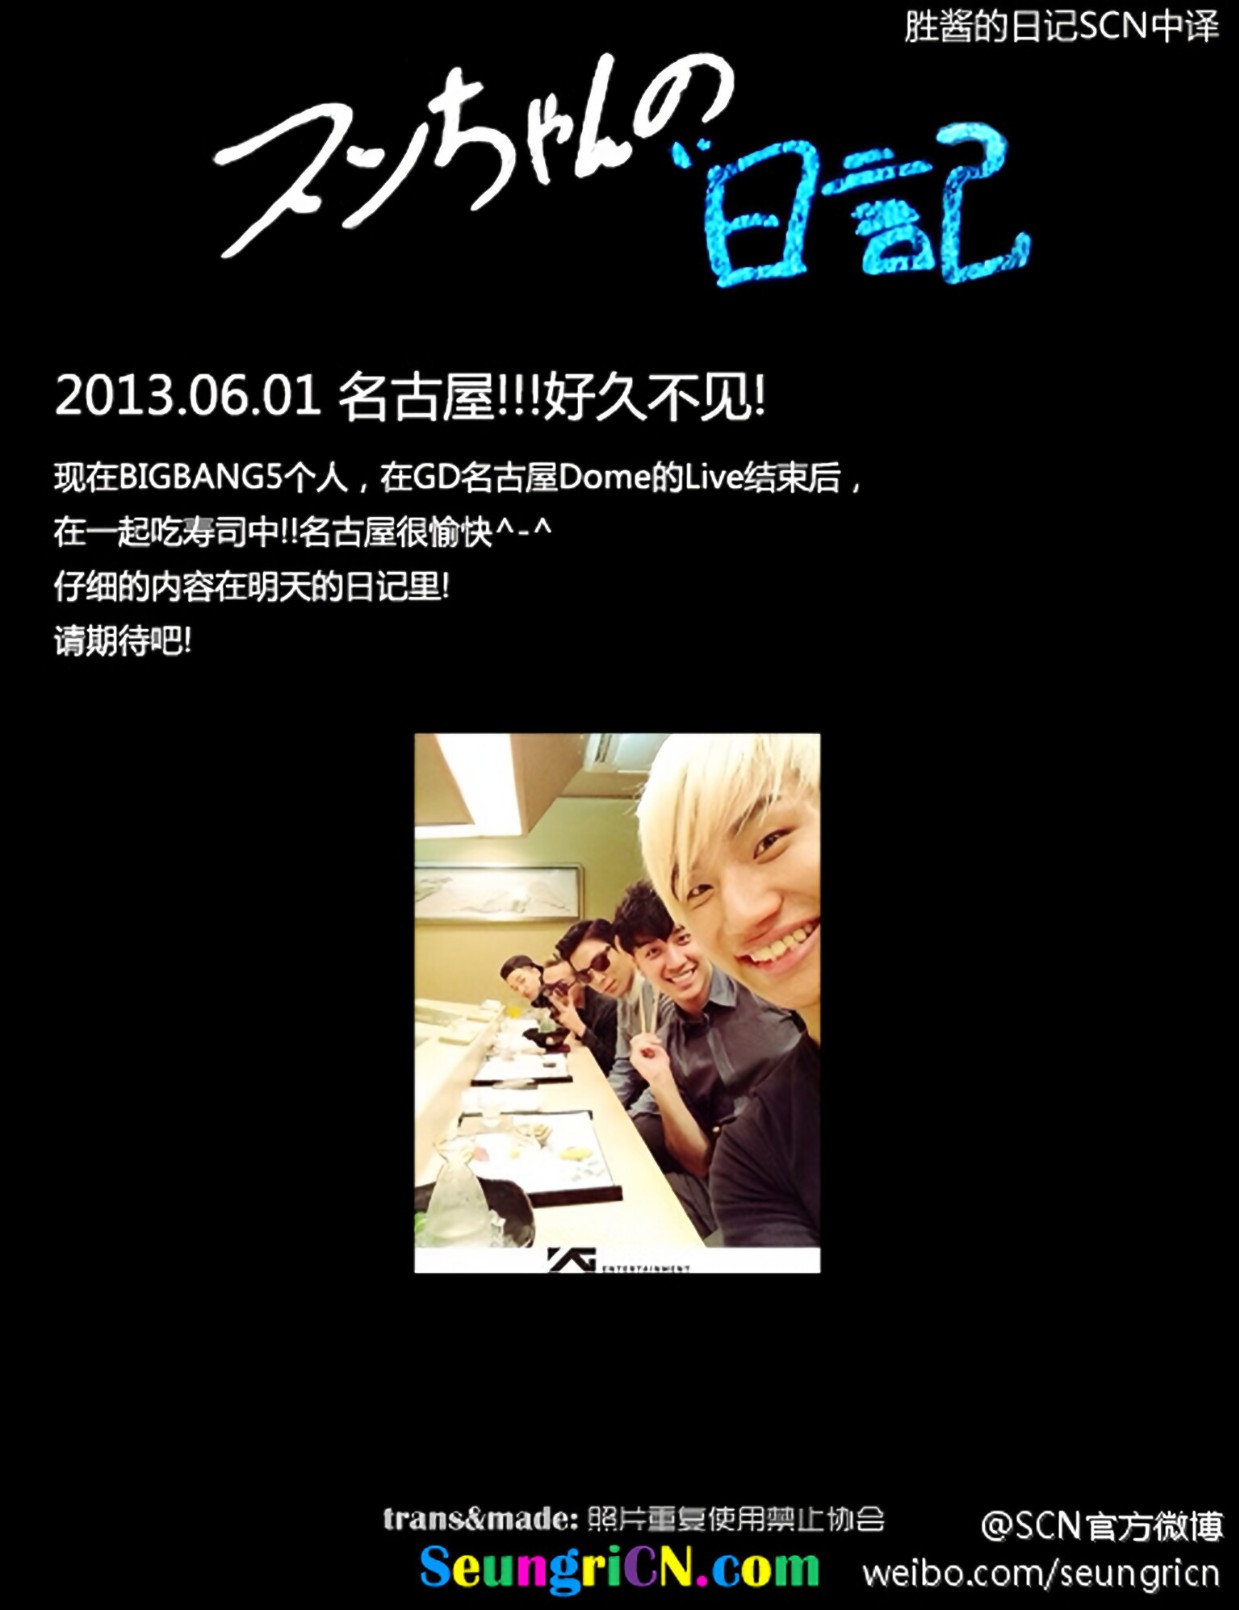 胜酱的日记SCN中译
スンちゃんの
日記
2013.06.01 名古屋!!!好久不见!
现在BIGBANG5个人，在GD名古屋Dome的Live结束后，
在一起吃寿司中!!名古屋很愉快^-^
仔细的内容在明天的日记里!
请期待吧!
YG ENTERTAINMENT
trans&made: 照片重复使用禁止协会
SeungriCN.com
@SCN官方微博
weibo.com/seungricn